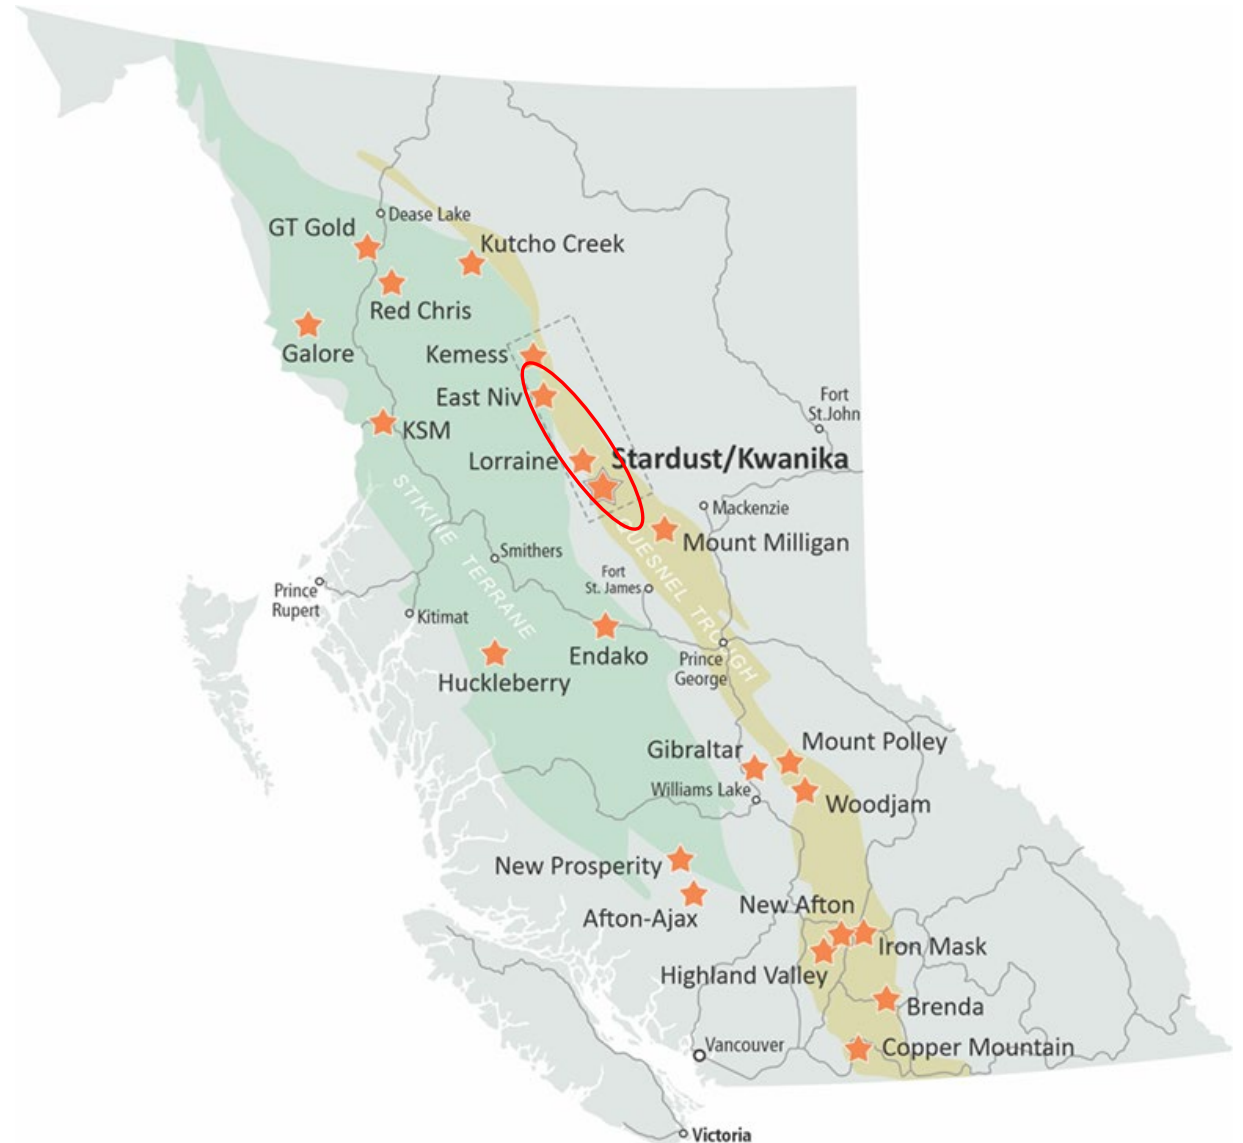 Dease Lake
GT Gold
Kutcho Creek
Red Chris
Galore
Kemess
East Niv
Fort
St.John
KSM
Lorraine
Stardust/Kwanika
Mackenzie
Mount Milligan
STIKINE TERRANE
QUESNEL TROUGH
Smithers
Fort
St. James
Prince
Rupert
Kitimat
Endako
Prince
George
Huckleberry
Gibraltar
Mount Polley
Williams Lake
Woodjam
New Prosperity
Afton-Ajax
New Afton
Iron Mask
Highland Valley
Brenda
Vancouver
Copper Mountain
Victoria